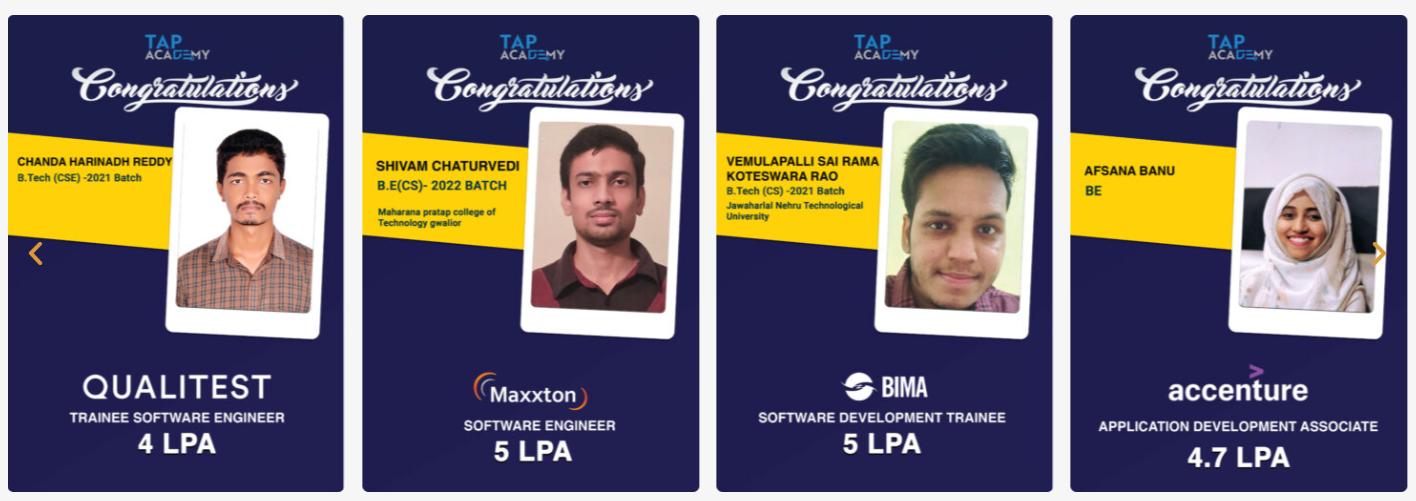 TAP
ACADEMY
Congratulations
CHANDA HARINADH REDDY
B.Tech (CSE) -2021 Batch
QUALITEST
TRAINEE SOFTWARE ENGINEER
4 LPA
TAP
ACADEMY
Congratulations
SHIVAM CHATURVEDI
B.E(CS)- 2022 BATCH
Maharana pratap college of
Technology gwalior
Maxxton
SOFTWARE ENGINEER
5 LPA
TAP
ACADEMY
Congratulations
VEMULAPALLI SAI RAMA
KOTESWARA RAO
B.Tech (CS) -2021 Batch
Jawaharlal Nehru Technological
University
BIMA
SOFTWARE DEVELOPMENT TRAINEE
5 LPA
TAP
ACADEMY
Congratulations
AFSANA BANU
BE
accenture
APPLICATION DEVELOPMENT ASSOCIATE
4.7 LPA